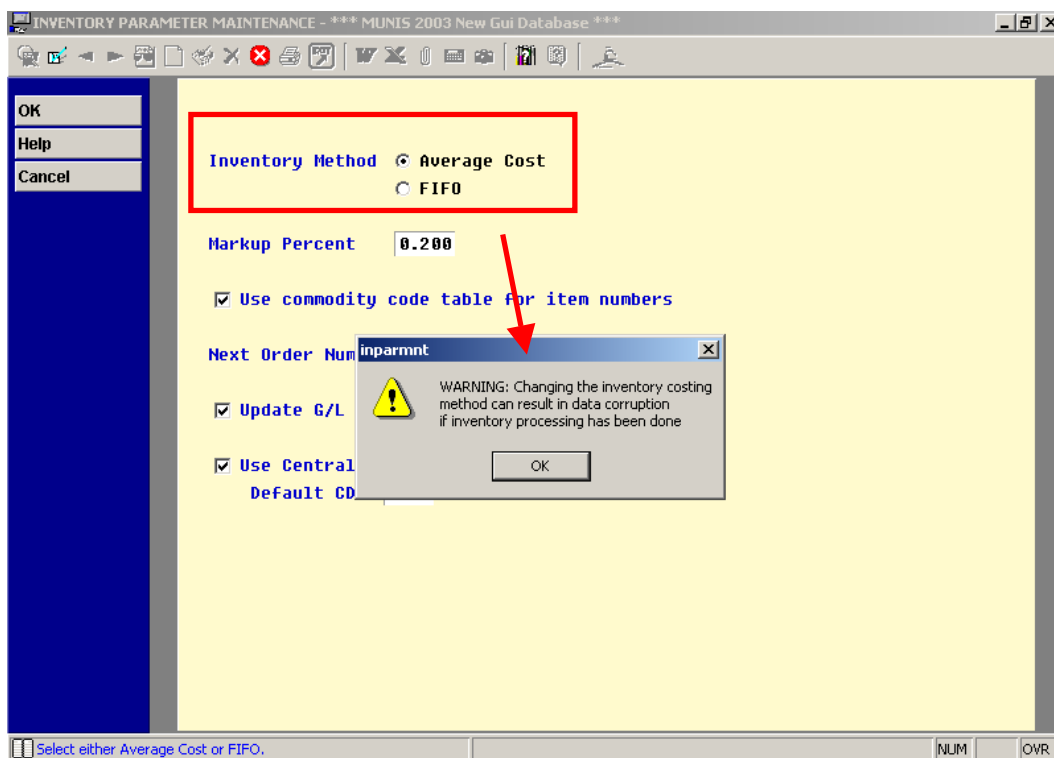 INVENTORY PARAMETER MAINTENANCE - *** MUNIS 2003 New Gui Database ***
OK
Help
Cancel
Inventory Method
Average Cost
FIFO
Markup Percent 0.200
Use commodity code table for item numbers
Next Order Num
inparmnt
WARNING: Changing the inventory costing
method can result in data corruption
if inventory processing has been done
OK
Update G/L
Use Central
Default CD
Select either Average Cost or FIFO.
NUM
OVR